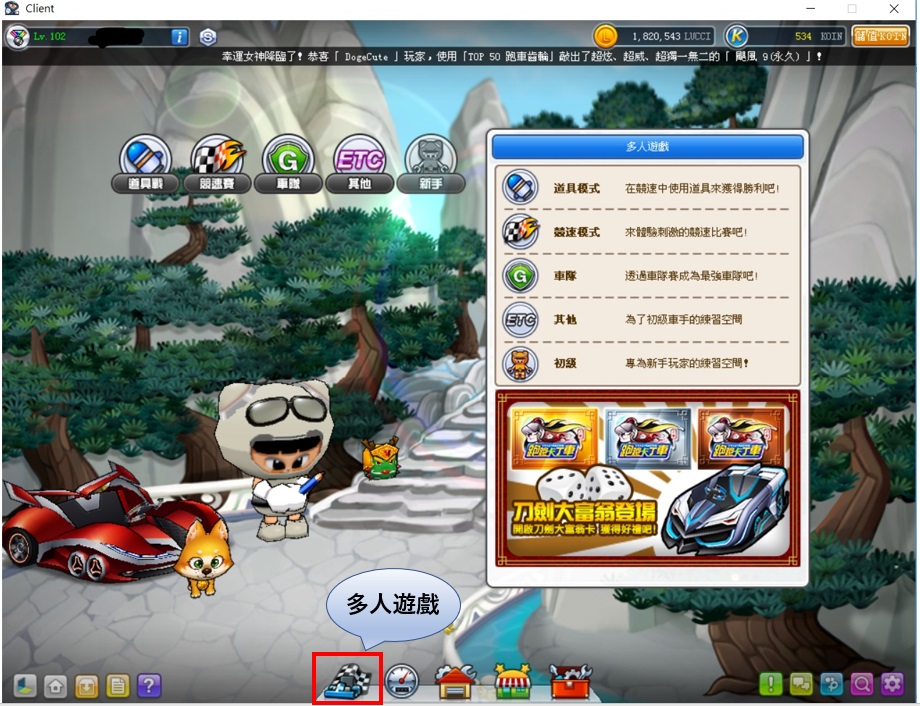 Client
Lv. 102
1,820,543 LUCCI
534 KOIN
儲值KOIN
幸運女神降臨了! 恭喜「 DogeCute 」玩家, 使用「TOP 50 跑車齒輪」敲出了超炫、超威、超獨一無二的「 颶風 9(永久) 」!
道具戰
競速賽
G
車隊
ETC
其他
新手
多人遊戲
道具模式 在競速中使用道具來獲得勝利吧!
競速模式 來體驗刺激的競速比賽吧!
G 車隊 透過車隊賽成為最強車隊吧!
ETC 其他 為了初級車手的練習空間
初級 專為新手玩家的練習空間!
跑跑卡丁車
跑跑卡丁車
跑跑卡丁車
刀劍大富翁登場
開啟刀劍大富翁卡 獲得好禮吧!
多人遊戲